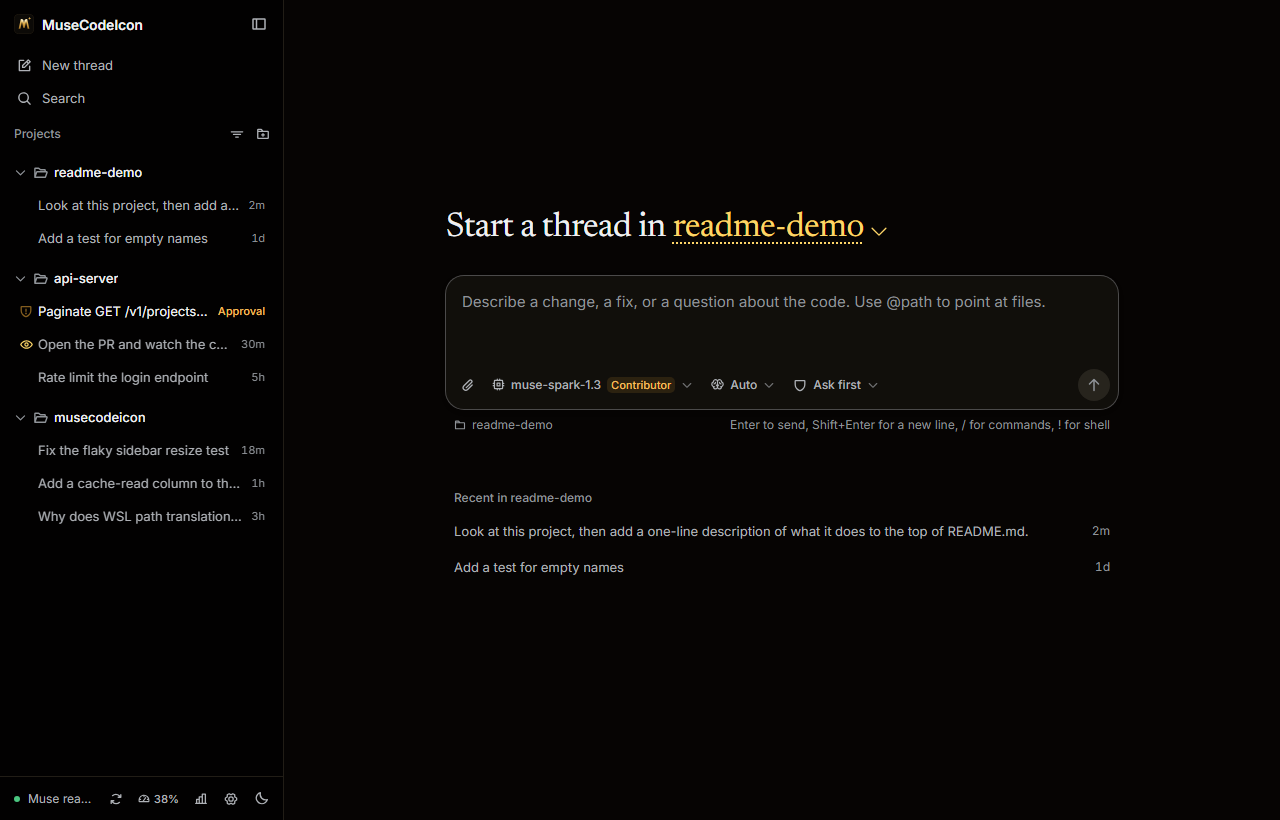 MuseCodeIcon
New thread
Search
Projects
readme-demo
Look at this project, then add a... 2m
Add a test for empty names 1d
api-server
Paginate GET /v1/projects... Approval
Open the PR and watch the c... 30m
Rate limit the login endpoint 5h
musecodeicon
Fix the flaky sidebar resize test 18m
Add a cache-read column to th... 1h
Why does WSL path translation... 3h
Muse rea... 38%
Start a thread in readme-demo
Describe a change, a fix, or a question about the code. Use @path to point at files.
muse-spark-1.3 Contributor Auto Ask first
readme-demo Enter to send, Shift+Enter for a new line, / for commands, ! for shell
Recent in readme-demo
Look at this project, then add a one-line description of what it does to the top of README.md. 2m
Add a test for empty names 1d